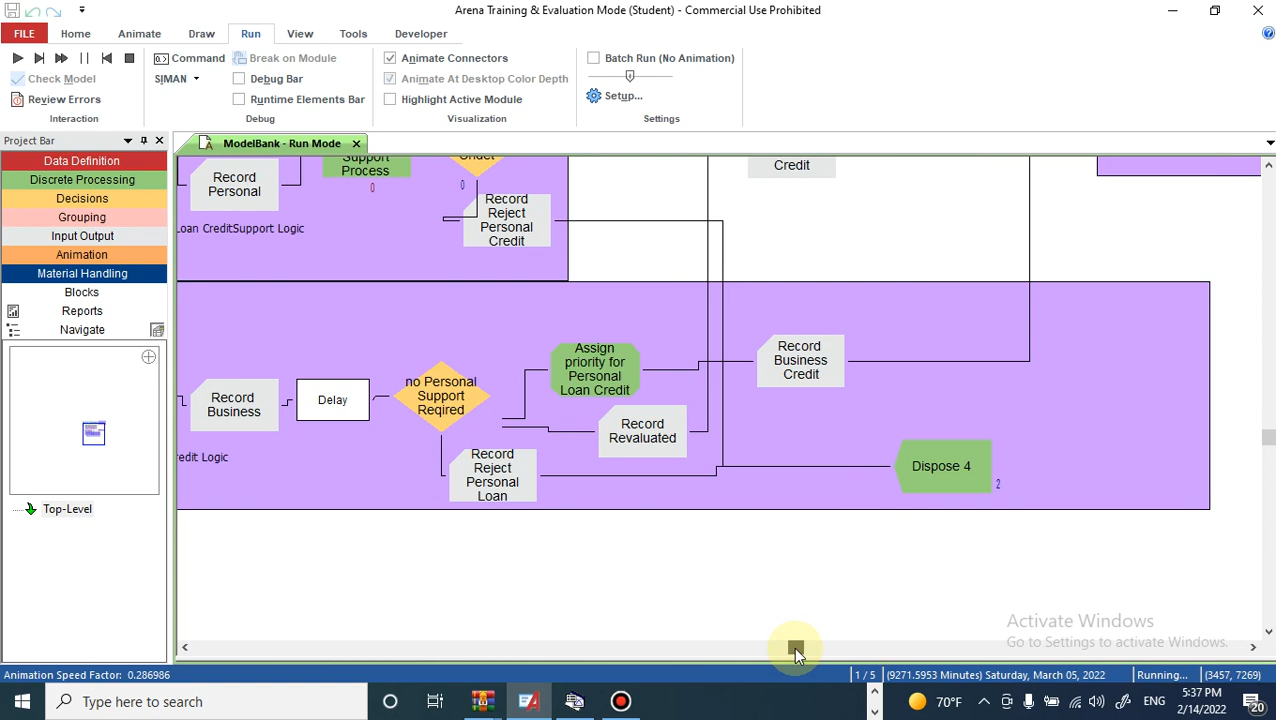 Arena Training & Evaluation Mode (Student) - Commercial Use Prohibited
FILE Home Animate Draw Run View Tools Developer
Command Break on Module Animate Connectors Batch Run (No Animation)
Check Model SIMAN Debug Bar Animate At Desktop Color Depth
Review Errors Runtime Elements Bar Highlight Active Module Setup...
Interaction Debug Visualization Settings
Project Bar
ModelBank - Run Mode
Data Definition
Discrete Processing
Decisions
Grouping
Input Output
Animation
Material Handling
Blocks
Reports
Navigate
Top-Level
Record
Personal
Support
Process
0
0
Credit
Record
Reject
Personal
Credit
Loan CreditSupport Logic
Record
Business
Delay
no Personal
Support
Reqired
Assign
priority for
Personal
Loan Credit
Record
Business
Credit
Record
Revaluated
Record
Reject
Personal
Loan
Dispose 4
2
edit Logic
Activate Windows
Go to Settings to activate Windows.
Animation Speed Factor: 0.286986 1 / 5 (9271.5953 Minutes) Saturday, March 05, 2022 Running... (3457, 7269)
Type here to search
70°F
ENG
5:37 PM
2/14/2022
20